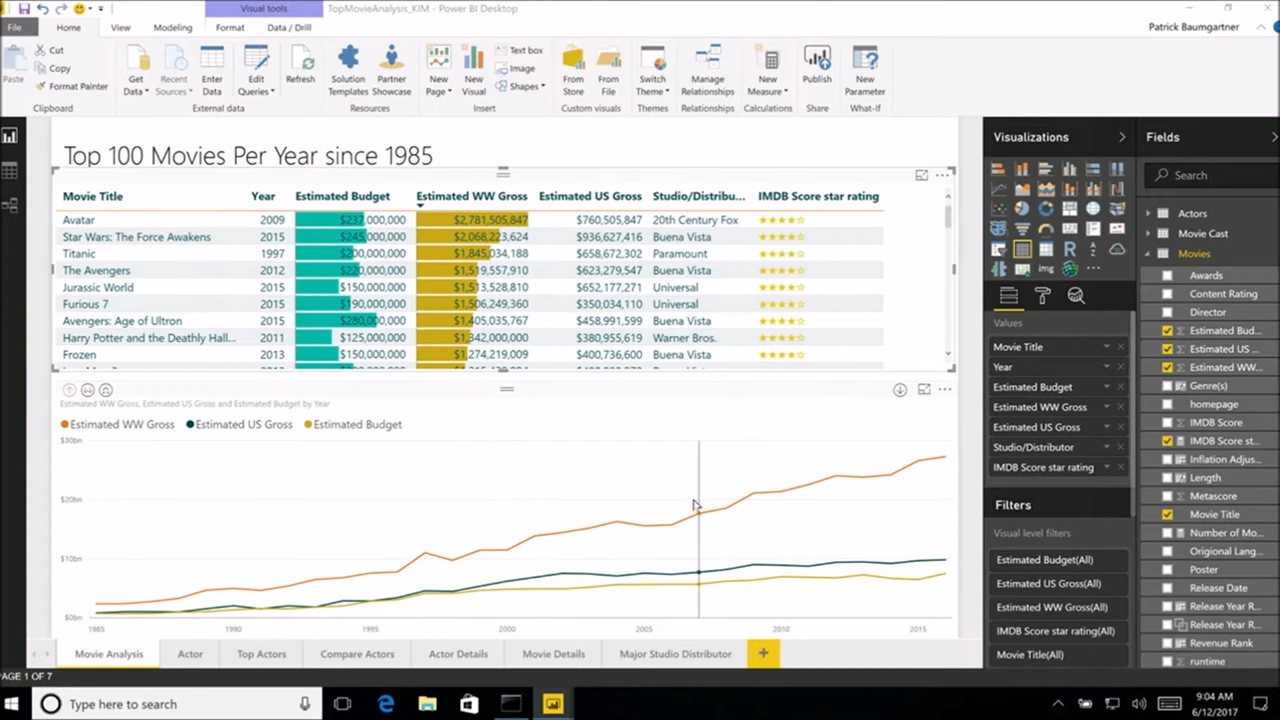 Visual tools
TopMovieAnalysis_KIM - Power BI Desktop
File Home View Modeling Format Data / Drill
Patrick Baumgartner
Paste
Cut
Copy
Format Painter
Clipboard
Get Data
Recent Sources
Enter Data
Edit Queries
Refresh
External data
Solution Templates
Partner Showcase
Resources
New Page
New Visual
Text box
Image
Shapes
Insert
From Store
From File
Custom visuals
Switch Theme
Themes
Manage Relationships
Relationships
New Measure
Calculations
Publish
Share
New Parameter
What-If
Top 100 Movies Per Year since 1985
Movie Title Year Estimated Budget Estimated WW Gross Estimated US Gross Studio/Distribu... IMDB Score star rating
Avatar 2009 $237,000,000 $2,781,505,847 $760,505,847 20th Century Fox ★★★★☆
Star Wars: The Force Awakens 2015 $245,000,000 $2,068,223,624 $936,627,416 Buena Vista ★★★★☆
Titanic 1997 $200,000,000 $1,845,034,188 $658,672,302 Paramount ★★★★☆
The Avengers 2012 $220,000,000 $1,519,557,910 $623,279,547 Buena Vista ★★★★☆
Jurassic World 2015 $150,000,000 $1,513,528,810 $652,177,271 Universal ★★★★☆
Furious 7 2015 $190,000,000 $1,506,249,360 $350,034,110 Universal ★★★★☆
Avengers: Age of Ultron 2015 $280,000,000 $1,405,035,767 $458,991,599 Buena Vista ★★★★☆
Harry Potter and the Deathly Hall... 2011 $125,000,000 $1,342,000,000 $380,955,619 Warner Bros. ★★★★☆
Frozen 2013 $150,000,000 $1,274,219,009 $400,736,600 Buena Vista ★★★★☆
Estimated WW Gross, Estimated US Gross and Estimated Budget by Year
Estimated WW Gross Estimated US Gross Estimated Budget
$30bn
$20bn
$10bn
$0bn
1985 1990 1995 2000 2005 2010 2015
Movie Analysis Actor Top Actors Compare Actors Actor Details Movie Details Major Studio Distributor +
PAGE 1 OF 7
Visualizations
Values
Movie Title
Year
Estimated Budget
Estimated WW Gross
Estimated US Gross
Studio/Distributor
IMDB Score star rating
Filters
Visual level filters
Estimated Budget(All)
Estimated US Gross(All)
Estimated WW Gross(All)
IMDB Score star rating(All)
Movie Title(All)
Fields
Search
Actors
Movie Cast
Movies
Awards
Content Rating
Director
Estimated Bud...
Estimated US ...
Estimated WW...
Genre(s)
homepage
IMDB Score
IMDB Score st...
Inflation Adjus...
Length
Metascore
Movie Title
Number of Mo...
Origional Lang...
Poster
Release Date
Release Year R...
Release Year R...
Revenue Rank
runtime
Type here to search
9:04 AM
6/12/2017